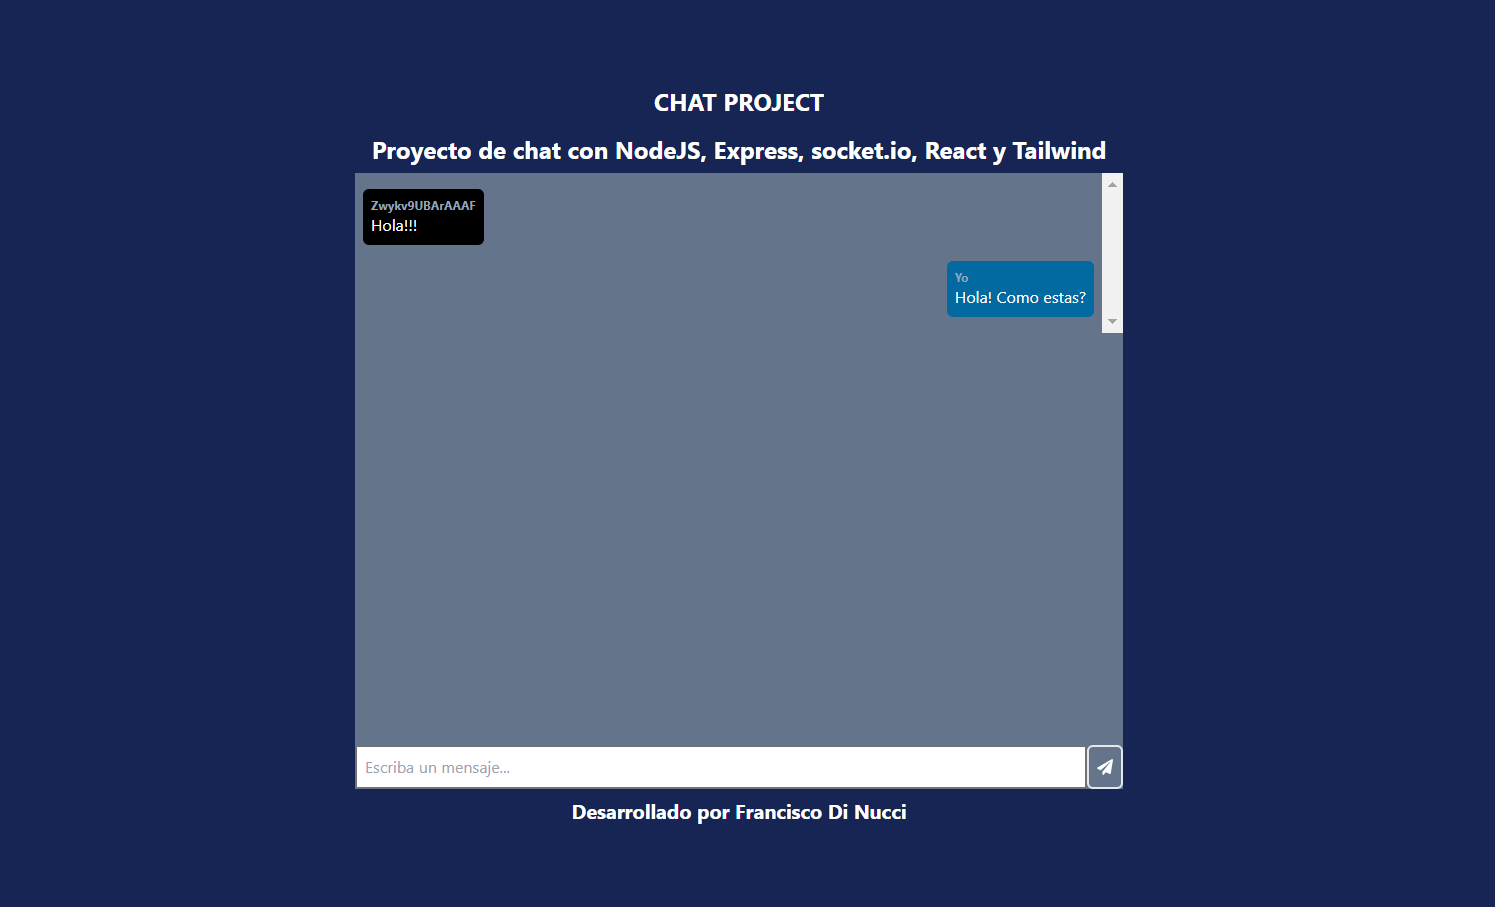 CHAT PROJECT
Proyecto de chat con NodeJS, Express, socket.io, React y Tailwind
Zwykv9UBArAAAF
Hola!!!
Yo
Hola! Como estas?
Escriba un mensaje...
Desarrollado por Francisco Di Nucci